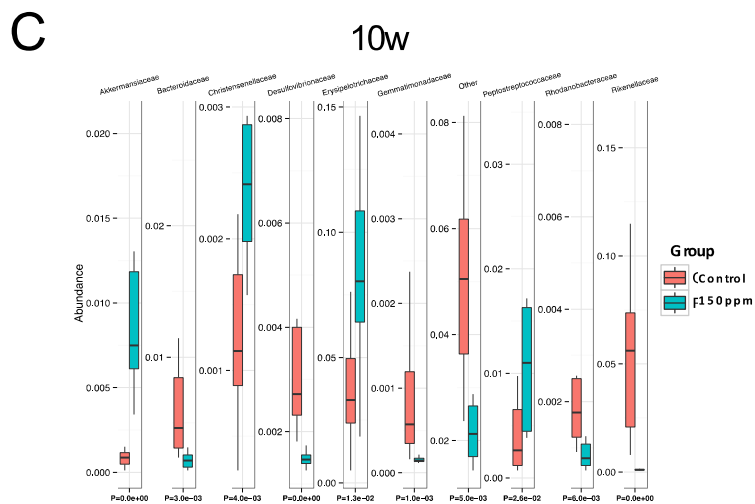 C
10w
Akkermansiaceae
Bacteroidaceae
Christensenellaceae
Desulfovibrionaceae
Erysipelotrichaceae
Gemmatimonadaceae
Other
Peptostreptococcaceae
Rhodanobacteraceae
Rikenellaceae
Abundance
0.020
0.015
0.010
0.005
0.000
0.02
0.01
0.003
0.002
0.001
0.008
0.006
0.004
0.002
0.15
0.10
0.05
0.00
0.004
0.003
0.002
0.001
0.000
0.08
0.06
0.04
0.02
0.03
0.02
0.01
0.00
0.008
0.006
0.004
0.002
0.15
0.10
0.05
0.00
Group
Control
150ppm
P=0.0e+00
P=3.0e−03
P=4.0e−03
P=0.0e+00
P=1.3e−02
P=1.0e−03
P=5.0e−03
P=2.6e−02
P=6.0e−03
P=0.0e+00